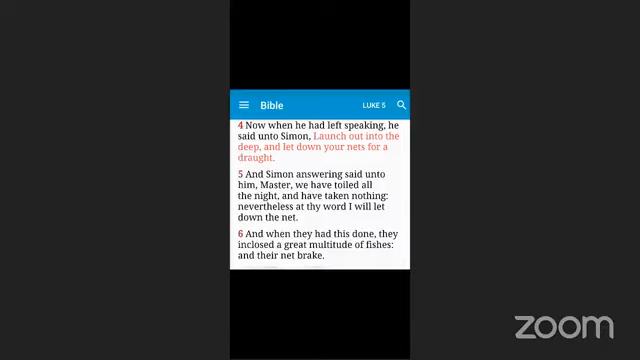 Bible
LUKE 5
4 Now when he had left speaking, he
said unto Simon, Launch out into the
deep, and let down your nets for a
draught.
5 And Simon answering said unto
him, Master, we have toiled all
the night, and have taken nothing:
nevertheless at thy word I will let
down the net.
6 And when they had this done, they
inclosed a great multitude of fishes:
and their net brake.
zoom